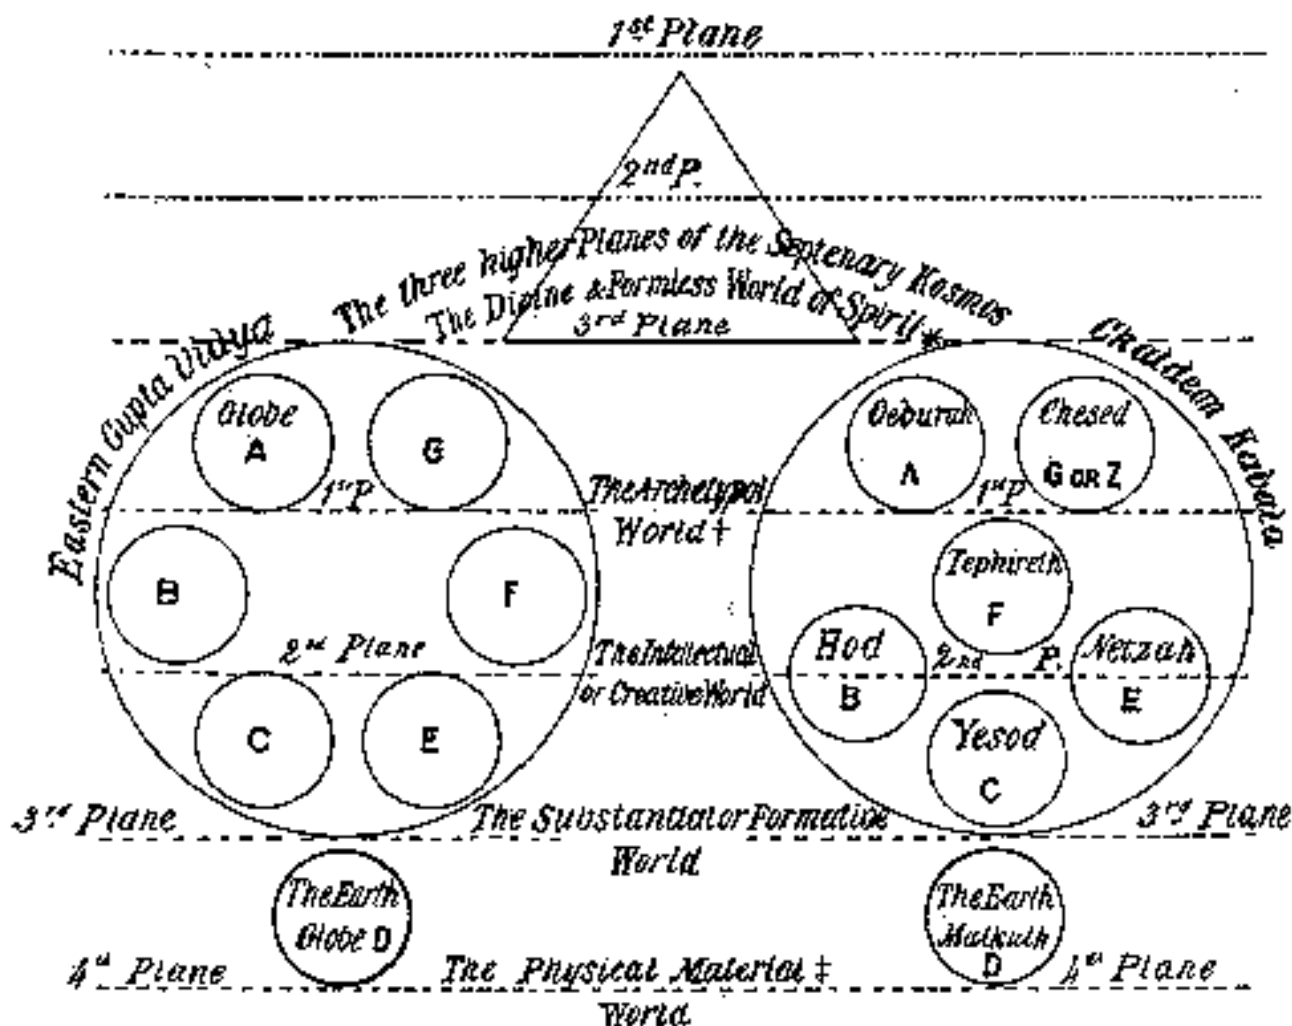 1st Plane
2nd P.
The three higher Planes of the Septenary Kosmos
The Divine & Formless World of Spirit *
3rd Plane
Eastern Gupta Vidya
Chaldean Kabala
Globe
A
G
1st P.
The Archetypal
World †
Geburah
A
Chesed
G OR Z
1st P.
B
F
Tephireth
F
2nd Plane
The Intellectual
or Creative World
Hod
B
2nd P.
Netzah
E
C
E
Yesod
C
3rd Plane
The Substantial or Formative
World
3rd Plane
The Earth
Globe D
The Earth
Malkuth
D
4th Plane
The Physical Material ‡
World
4th Plane